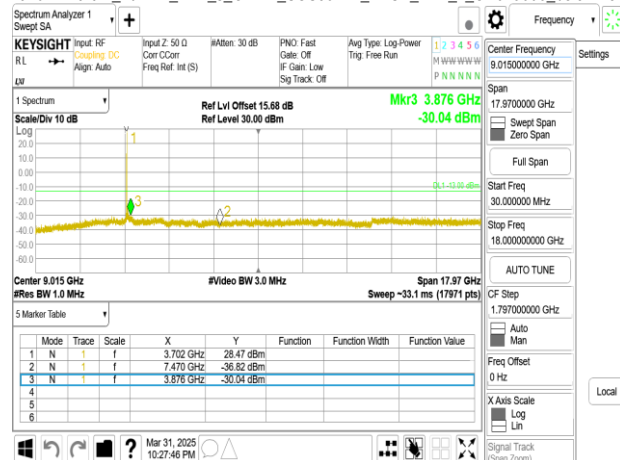 Spectrum Analyzer 1
Swept SA
Frequency
KEYSIGHT
RL
Input: RF
Coupling: DC
Align: Auto
Input Z: 50 Ω
Corr CCorr
Freq Ref: Int (S)
#Atten: 30 dB
PNO: Fast
Gate: Off
IF Gain: Low
Sig Track: Off
Avg Type: Log-Power
Trig: Free Run
1 2 3 4 5 6
M W W W W W
P N N N N N
Center Frequency
9.015000000 GHz
Settings
Span
17.9700000 GHz
Swept Span
Zero Span
Full Span
Start Freq
30.000000 MHz
Stop Freq
18.000000000 GHz
AUTO TUNE
CF Step
1.797000000 GHz
Auto
Man
Freq Offset
0 Hz
X Axis Scale
Log
Lin
Local
Signal Track
(Span Zoom)
1 Spectrum
Scale/Div 10 dB
Ref Lvl Offset 15.68 dB
Ref Level 30.00 dBm
Mkr3 3.876 GHz
-30.04 dBm
Log
20.0
10.0
0.00
-10.0
-20.0
-30.0
-40.0
-50.0
-60.0
DL1 -13.00 dBm
1
2
3
Center 9.015 GHz
#Res BW 1.0 MHz
#Video BW 3.0 MHz
Span 17.97 GHz
Sweep ~33.1 ms (17971 pts)
5 Marker Table
Mode Trace Scale X Y Function Function Width Function Value
1 N 1 f 3.702 GHz 28.47 dBm
2 N 1 f 7.470 GHz -36.82 dBm
3 N 1 f 3.876 GHz -30.04 dBm
4
5
6
Mar 31, 2025
10:27:46 PM